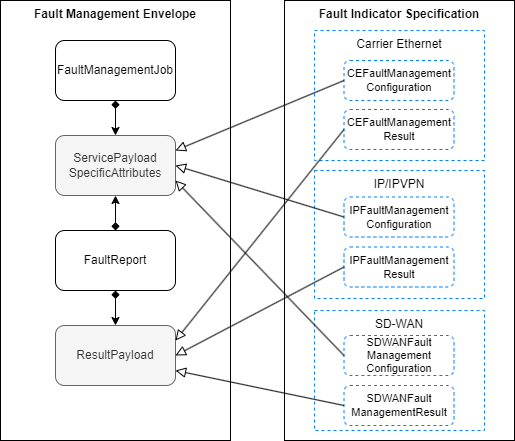 Fault Management Envelope
FaultManagementJob
ServicePayload
SpecificAttributes
FaultReport
ResultPayload
Fault Indicator Specification
Carrier Ethernet
CEFaultManagement
Configuration
CEFaultManagement
Result
IP/IPVPN
IPFaultManagement
Configuration
IPFaultManagement
Result
SD-WAN
SDWANFault
Management
Configuration
SDWANFault
ManagementResult